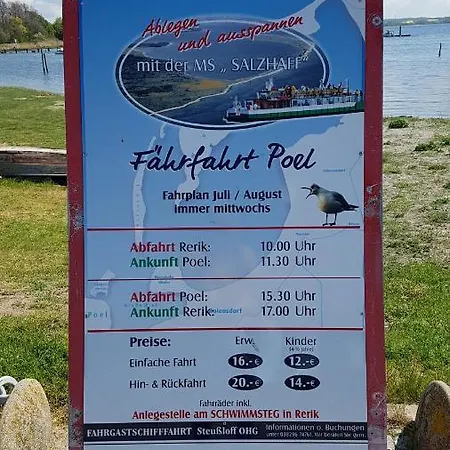 Ablegen
und ausspannen
mit der MS „ SALZHAFF"
Fährfahrt Poel
Fahrplan Juli / August
immer mittwochs
Abfahrt Rerik: 10.00 Uhr
Ankunft Poel: 11.30 Uhr
Abfahrt Poel: 15.30 Uhr
Ankunft Rerik: 17.00 Uhr
Poel
Preise: Erw. Kinder
Einfache Fahrt 16.-€ 12.-€
Hin- & Rückfahrt 20.-€ 14.-€
Fahrräder inkl.
Anlegestelle am SCHWIMMSTEG in Rerik
FAHRGASTSCHIFFFAHRT Steußloff OHG
Informationen o. Buchungen